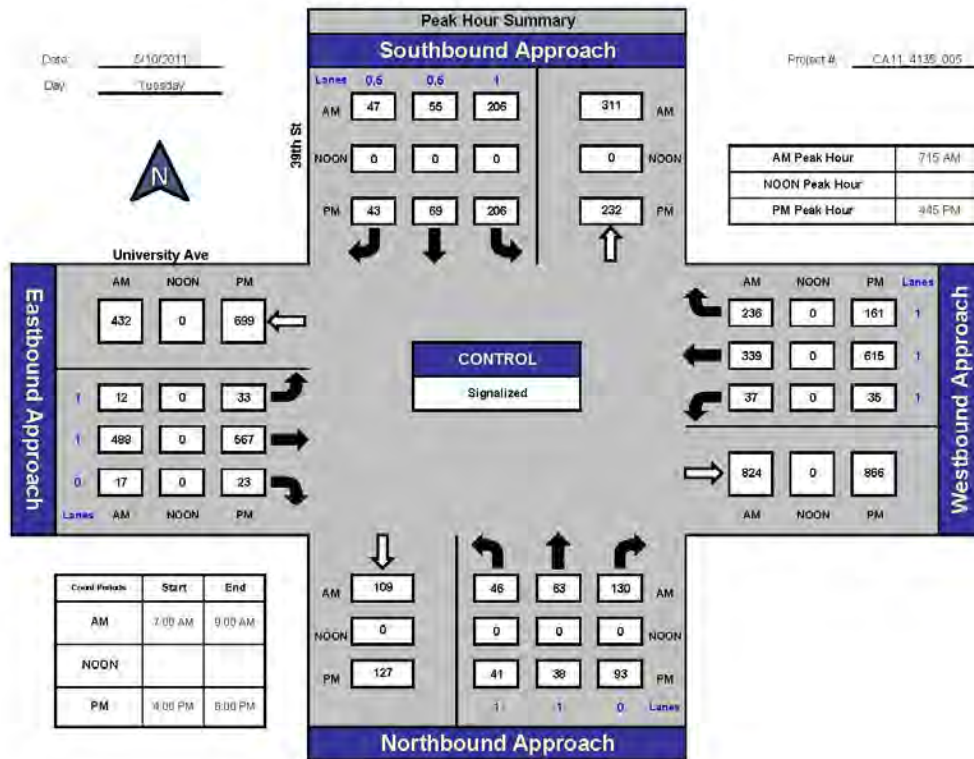 Peak Hour Summary
Southbound Approach
Date: 5/10/2011
Day: Tuesday
Project #: CA11_4135_005
39th St
Lanes 0.5 0.5 1
AM 47 55 206 311 AM
NOON 0 0 0 0 NOON
PM 43 69 206 232 PM
N
AM Peak Hour 715 AM
NOON Peak Hour
PM Peak Hour 445 PM
University Ave
Eastbound Approach
AM NOON PM
432 0 699
1 12 0 33
1 0 567
0 17 0 23
Lanes AM NOON PM
CONTROL
Signalized
AM NOON PM Lanes
236 0 161 1
339 0 615 1
37 0 35 1
824 0 866
AM NOON PM
Westbound Approach
Count Periods Start End
AM 7:00 AM 9:00 AM
NOON
PM 4:00 PM 6:00 PM
AM 109 46 63 130 AM
NOON 0 0 0 0 NOON
PM 127 41 38 93 PM
1 1 0 Lanes
Northbound Approach